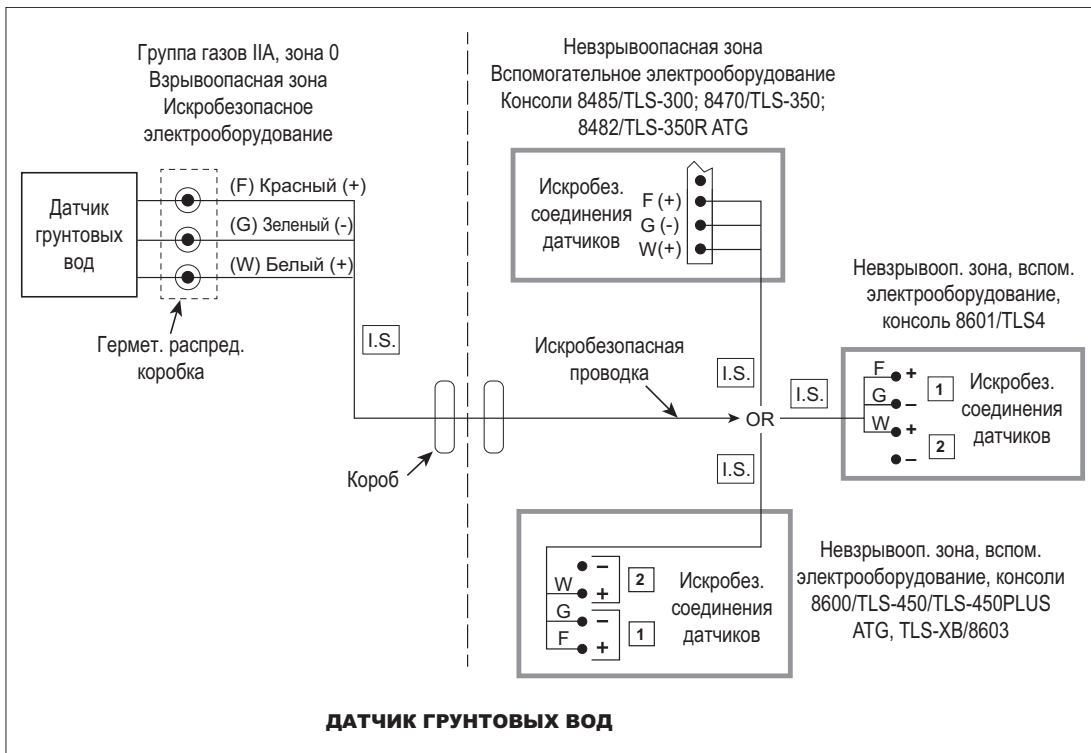 Группа газов IIA, зона 0
Взрывоопасная зона
Искробезопасное
электрооборудование
Датчик
грунтовых
вод
(F) Красный (+)
(G) Зеленый (-)
(W) Белый (+)
Гермет. распред.
коробка
I.S.
Короб
Невзрывоопасная зона
Вспомогательное электрооборудование
Консоли 8485/TLS-300; 8470/TLS-350;
8482/TLS-350R ATG
Искробез.
соединения
датчиков
F (+)
G (-)
W(+)
Искробезопасная
проводка
I.S.
OR
I.S.
I.S.
Невзрывооп. зона, вспом.
электрооборудование,
консоль 8601/TLS4
F +
G –
W +
–
1
2
Искробез.
соединения
датчиков
–
W +
G –
F +
2
1
Искробез.
соединения
датчиков
Невзрывооп. зона, вспом.
электрооборудование, консоли
8600/TLS-450/TLS-450PLUS
ATG, TLS-XB/8603
ДАТЧИК ГРУНТОВЫХ ВОД